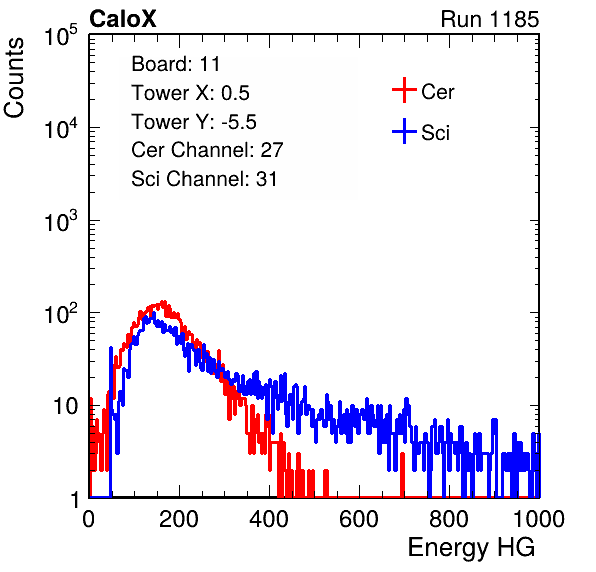 CaloX Run 1185
Counts
10^5
10^4
10^3
10^2
10
1
Board: 11
Tower X: 0.5
Tower Y: -5.5
Cer Channel: 27
Sci Channel: 31
Cer
Sci
0 200 400 600 800 1000
Energy HG